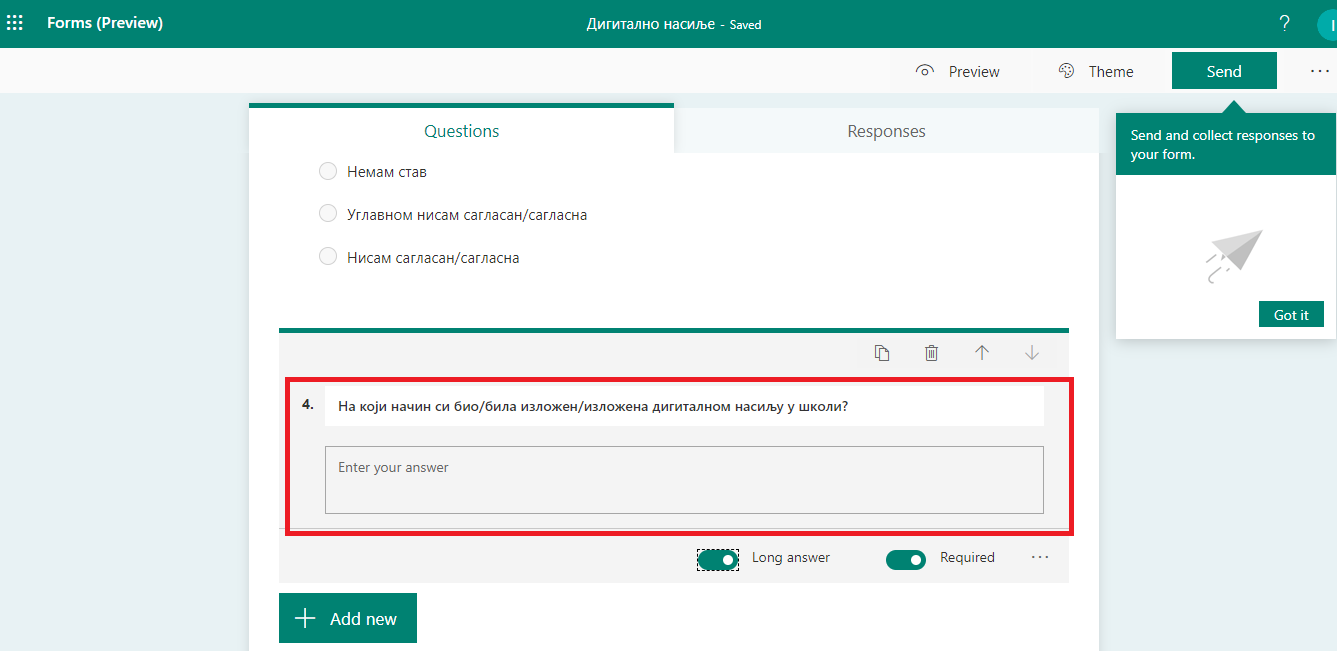 Forms (Preview)
Дигитално насиље - Saved
?
I
Preview
Theme
Send
...
Questions
Responses
Send and collect responses to
your form.
Немам став
Углавном нисам сагласан/сагласна
Нисам сагласан/сагласна
Got it
4.
На који начин си био/била изложен/изложена дигиталном насиљу у школи?
Enter your answer
Long answer
Required
...
+ Add new